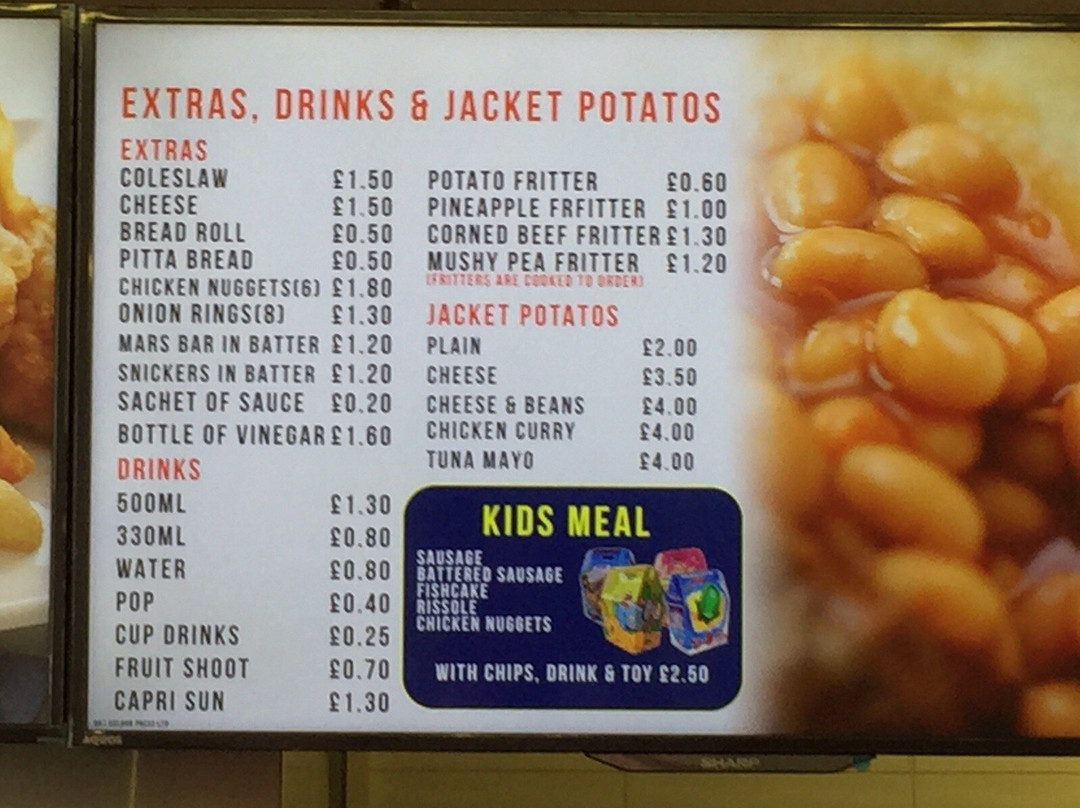 EXTRAS, DRINKS & JACKET POTATOS
EXTRAS
COLESLAW £1.50
CHEESE £1.50
BREAD ROLL £0.50
PITTA BREAD £0.50
CHICKEN NUGGETS(6) £1.80
ONION RINGS(8) £1.30
MARS BAR IN BATTER £1.20
SNICKERS IN BATTER £1.20
SACHET OF SAUCE £0.20
BOTTLE OF VINEGAR £1.60
DRINKS
500ML £1.30
330ML £0.80
WATER £0.80
POP £0.40
CUP DRINKS £0.25
FRUIT SHOOT £0.70
CAPRI SUN £1.30
POTATO FRITTER £0.60
PINEAPPLE FRFITTER £1.00
CORNED BEEF FRITTER £1.30
MUSHY PEA FRITTER £1.20
(FRITTERS ARE COOKED TO ORDER)
JACKET POTATOS
PLAIN £2.00
CHEESE £3.50
CHEESE & BEANS £4.00
CHICKEN CURRY £4.00
TUNA MAYO £4.00
KIDS MEAL
SAUSAGE
BATTERED SAUSAGE
FISHCAKE
RISSOLE
CHICKEN NUGGETS
WITH CHIPS, DRINK & TOY £2.50
AQUOS
SHARP